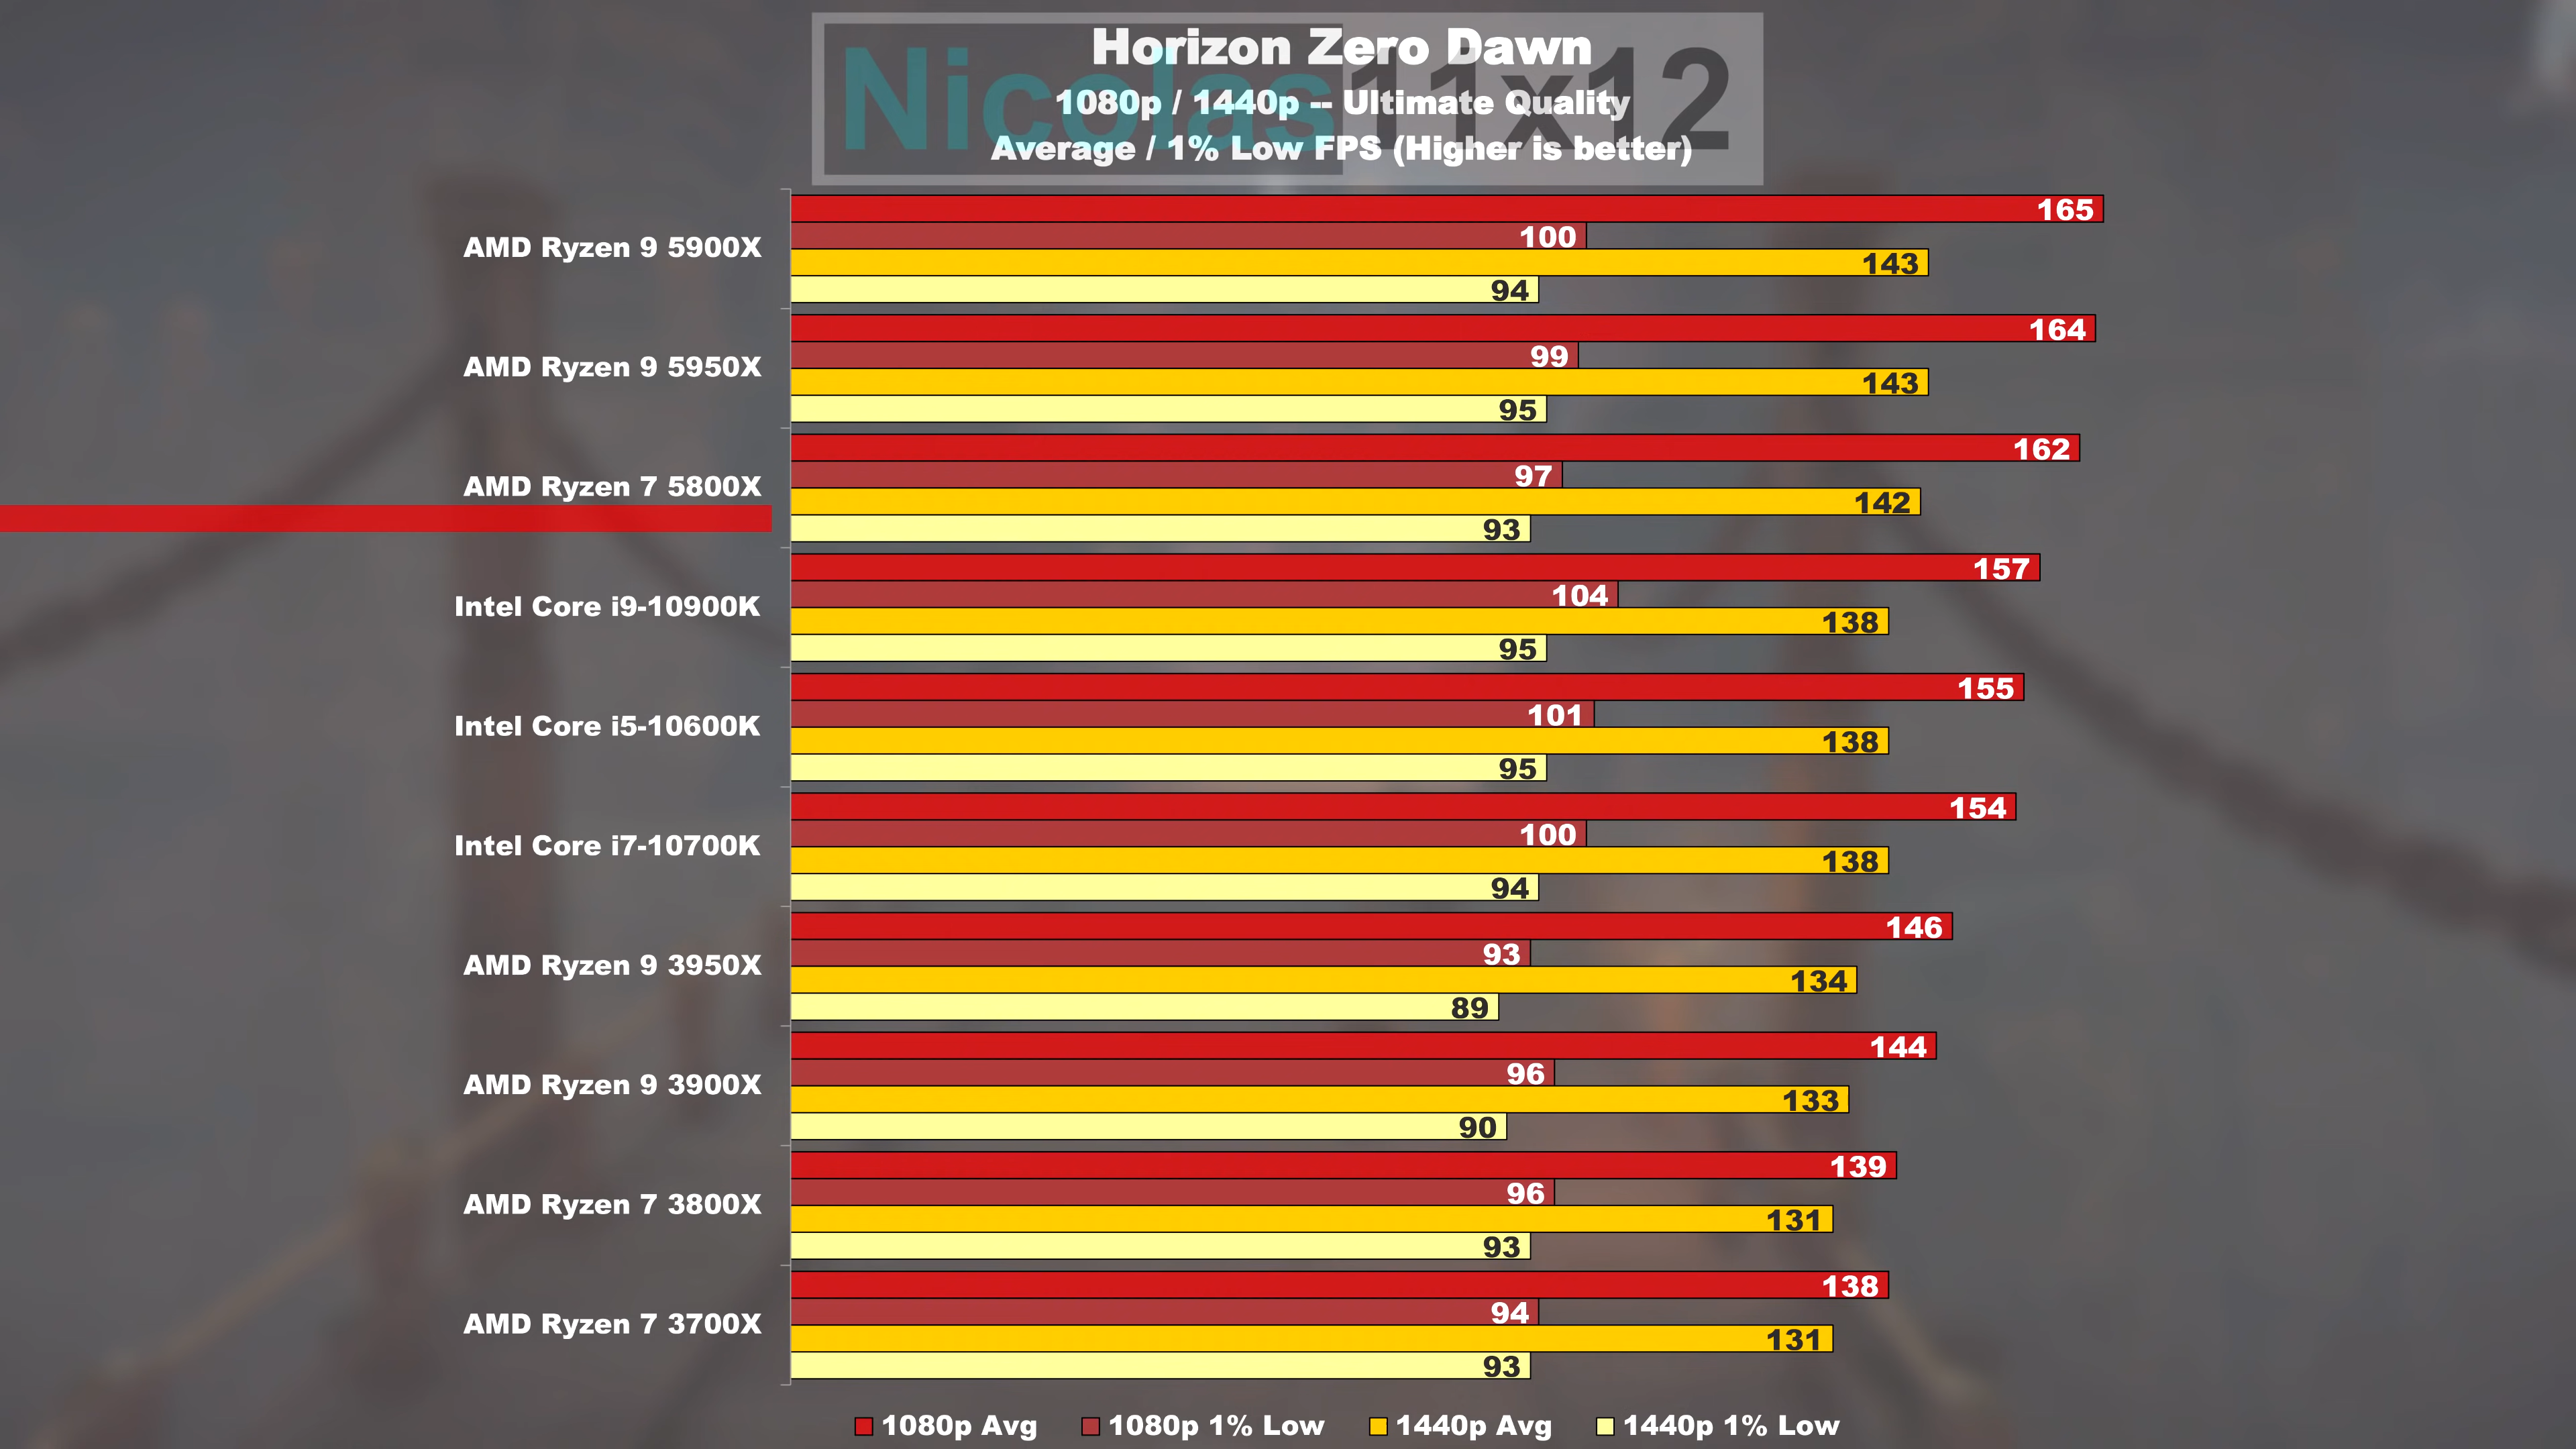 Nicolas11x12
Horizon Zero Dawn
1080p / 1440p -- Ultimate Quality
Average / 1% Low FPS (Higher is better)
AMD Ryzen 9 5900X
165
100
143
94
AMD Ryzen 9 5950X
164
99
143
95
AMD Ryzen 7 5800X
162
97
142
93
Intel Core i9-10900K
157
104
138
95
Intel Core i5-10600K
155
101
138
95
Intel Core i7-10700K
154
100
138
94
AMD Ryzen 9 3950X
146
93
134
89
AMD Ryzen 9 3900X
144
96
133
90
AMD Ryzen 7 3800X
139
96
131
93
AMD Ryzen 7 3700X
138
94
131
93
1080p Avg 1080p 1% Low 1440p Avg 1440p 1% Low